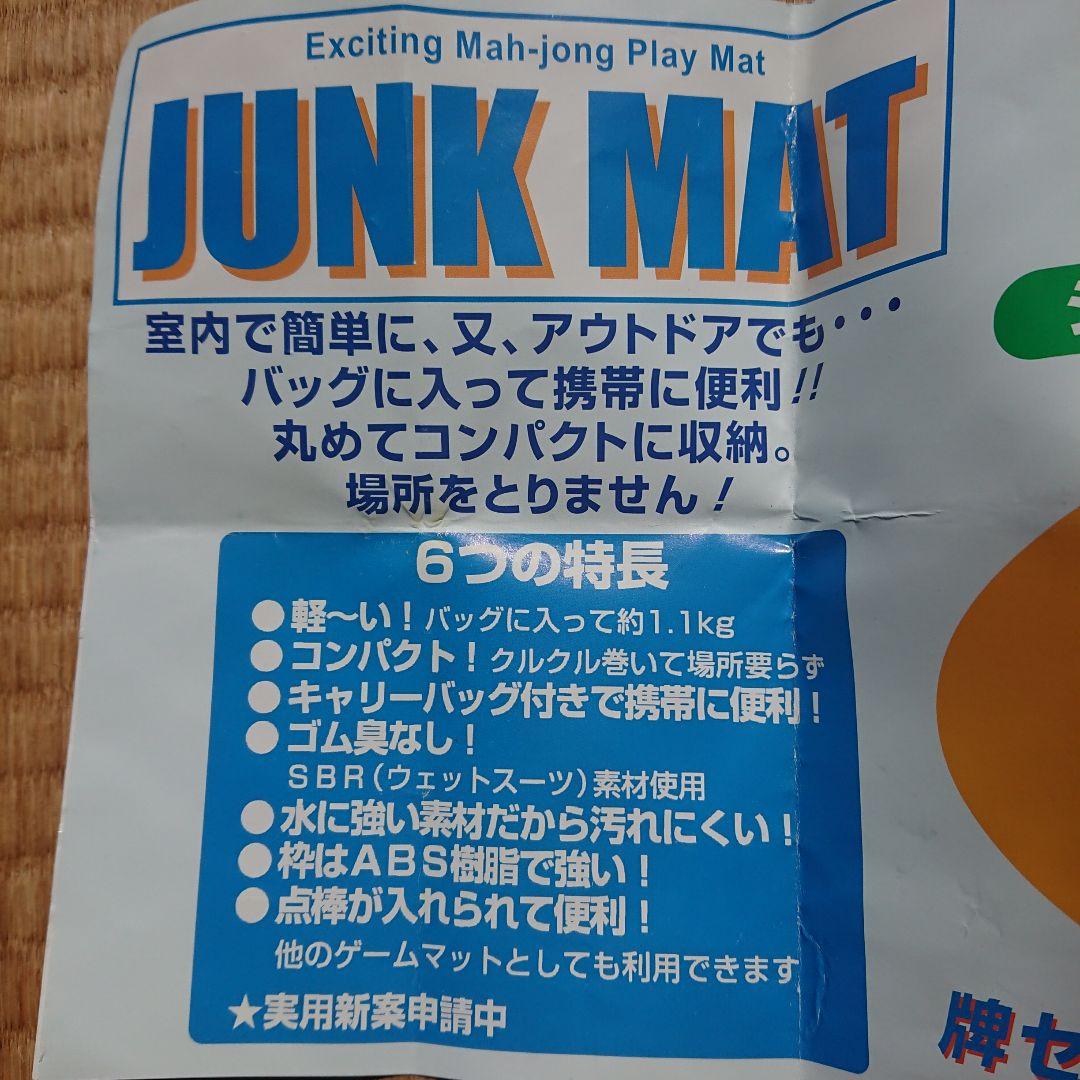 Exciting Mah-jong Play Mat
JUNK MAT
室内で簡単に、又、アウトドアでも・・・
バッグに入って携帯に便利!!
丸めてコンパクトに収納。
場所をとりません!
6つの特長
●軽〜い!バッグに入って約1.1kg
●コンパクト!クルクル巻いて場所要らず
●キャリーバッグ付きで携帯に便利!
●ゴム臭なし!
SBR(ウェットスーツ)素材使用
●水に強い素材だから汚れにくい!
●枠はABS樹脂で強い!
●点棒が入れられて便利!
他のゲームマットとしても利用できます
★実用新案申請中
牌セ